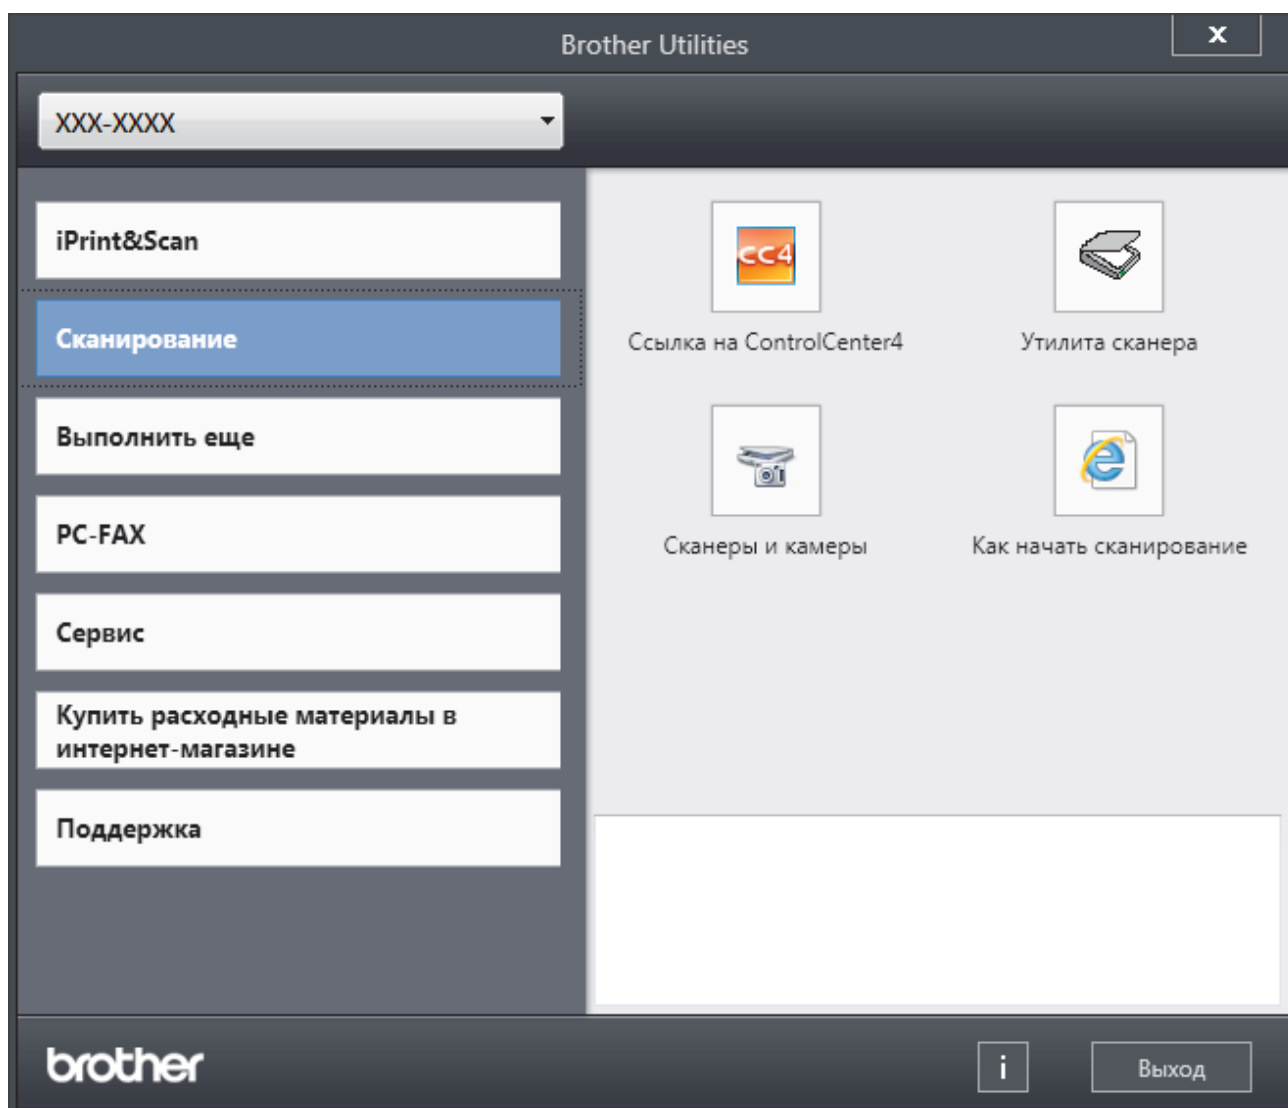 Brother Utilities
x
XXX-XXXX
iPrint&Scan
Сканирование
Выполнить еще
PC-FAX
Сервис
Купить расходные материалы в
интернет-магазине
Поддержка
CC4
Ссылка на ControlCenter4
Утилита сканера
Сканеры и камеры
Как начать сканирование
brother
i
Выход